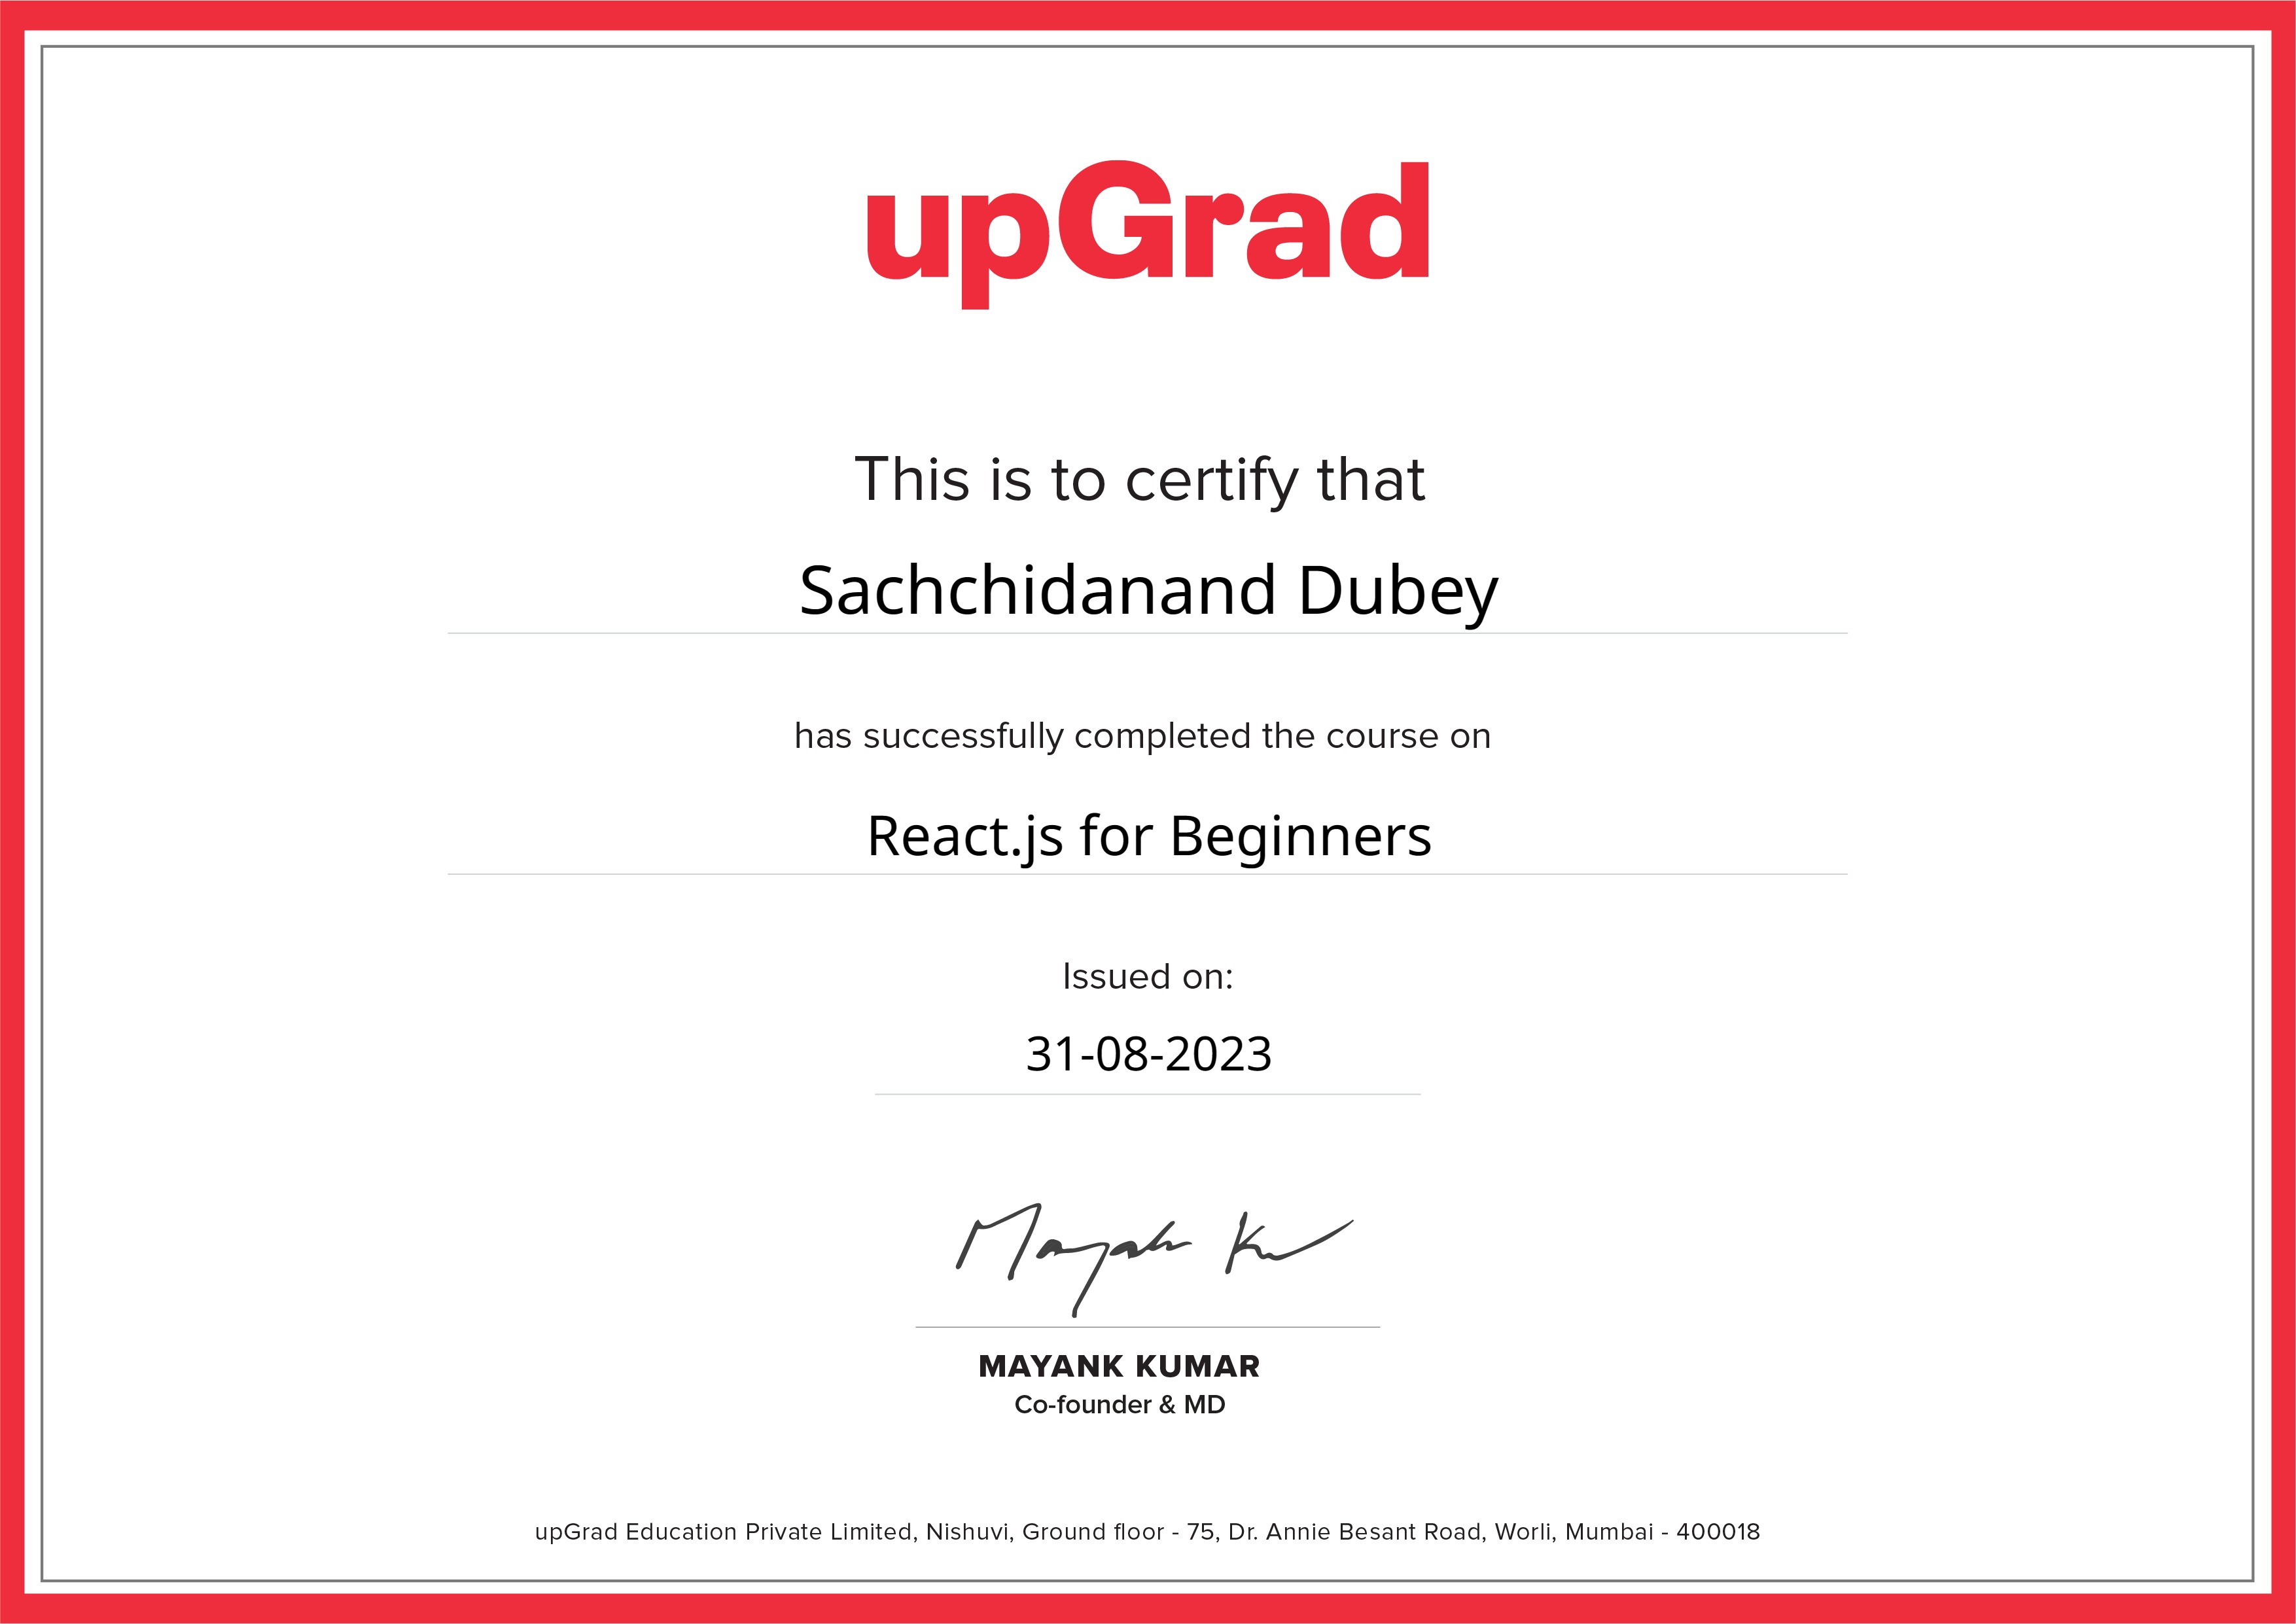 upGrad
This is to certify that
Sachchidanand Dubey
has successfully completed the course on
React.js for Beginners
Issued on:
31-08-2023
Mayank Ku
MAYANK KUMAR
Co-founder & MD
upGrad Education Private Limited, Nishuvi, Ground floor - 75, Dr. Annie Besant Road, Worli, Mumbai - 400018